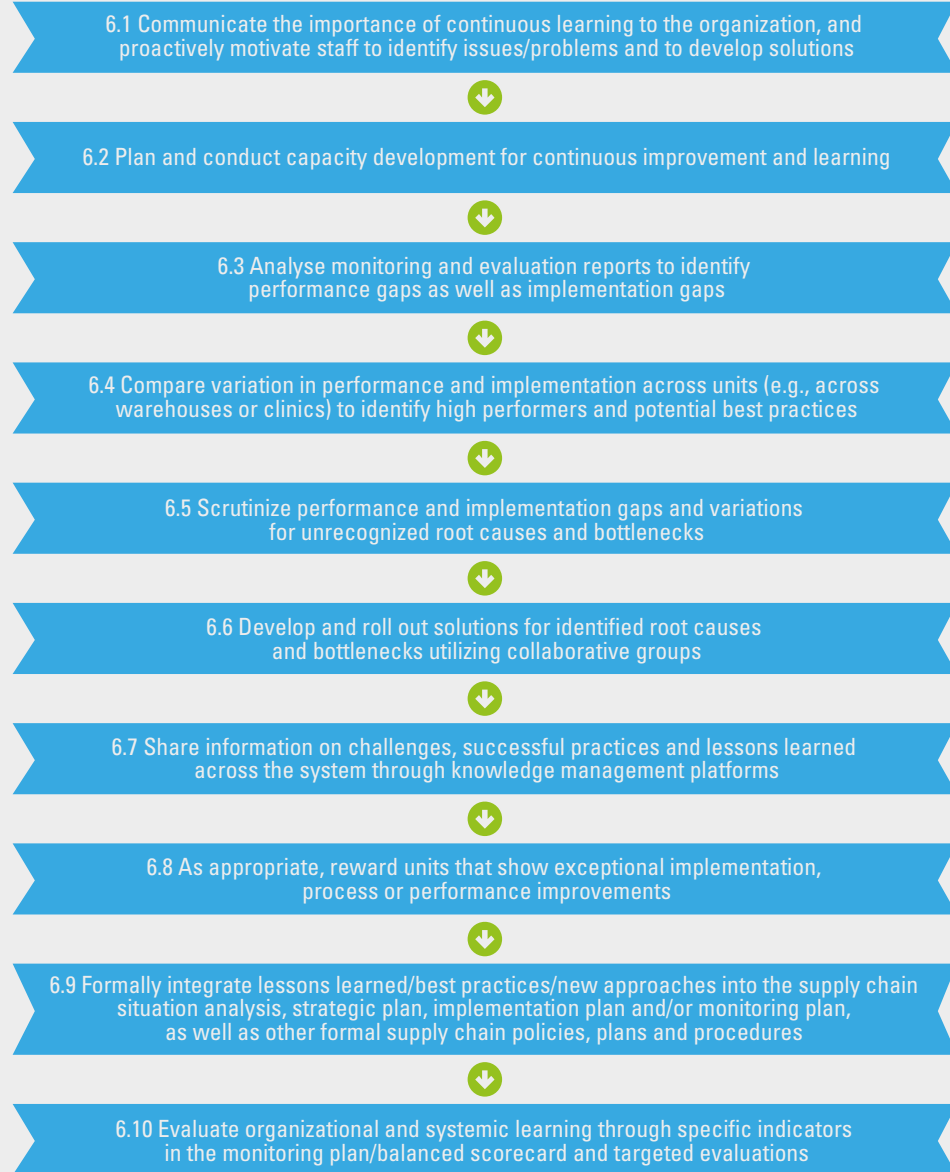 6.1 Communicate the importance of continuous learning to the organization, and
proactively motivate staff to identify issues/problems and to develop solutions
6.2 Plan and conduct capacity development for continuous improvement and learning
6.3 Analyse monitoring and evaluation reports to identify
performance gaps as well as implementation gaps
6.4 Compare variation in performance and implementation across units (e.g., across
warehouses or clinics) to identify high performers and potential best practices
6.5 Scrutinize performance and implementation gaps and variations
for unrecognized root causes and bottlenecks
6.6 Develop and roll out solutions for identified root causes
and bottlenecks utilizing collaborative groups
6.7 Share information on challenges, successful practices and lessons learned
across the system through knowledge management platforms
6.8 As appropriate, reward units that show exceptional implementation,
process or performance improvements
6.9 Formally integrate lessons learned/best practices/new approaches into the supply chain
situation analysis, strategic plan, implementation plan and/or monitoring plan,
as well as other formal supply chain policies, plans and procedures
6.10 Evaluate organizational and systemic learning through specific indicators
in the monitoring plan/balanced scorecard and targeted evaluations